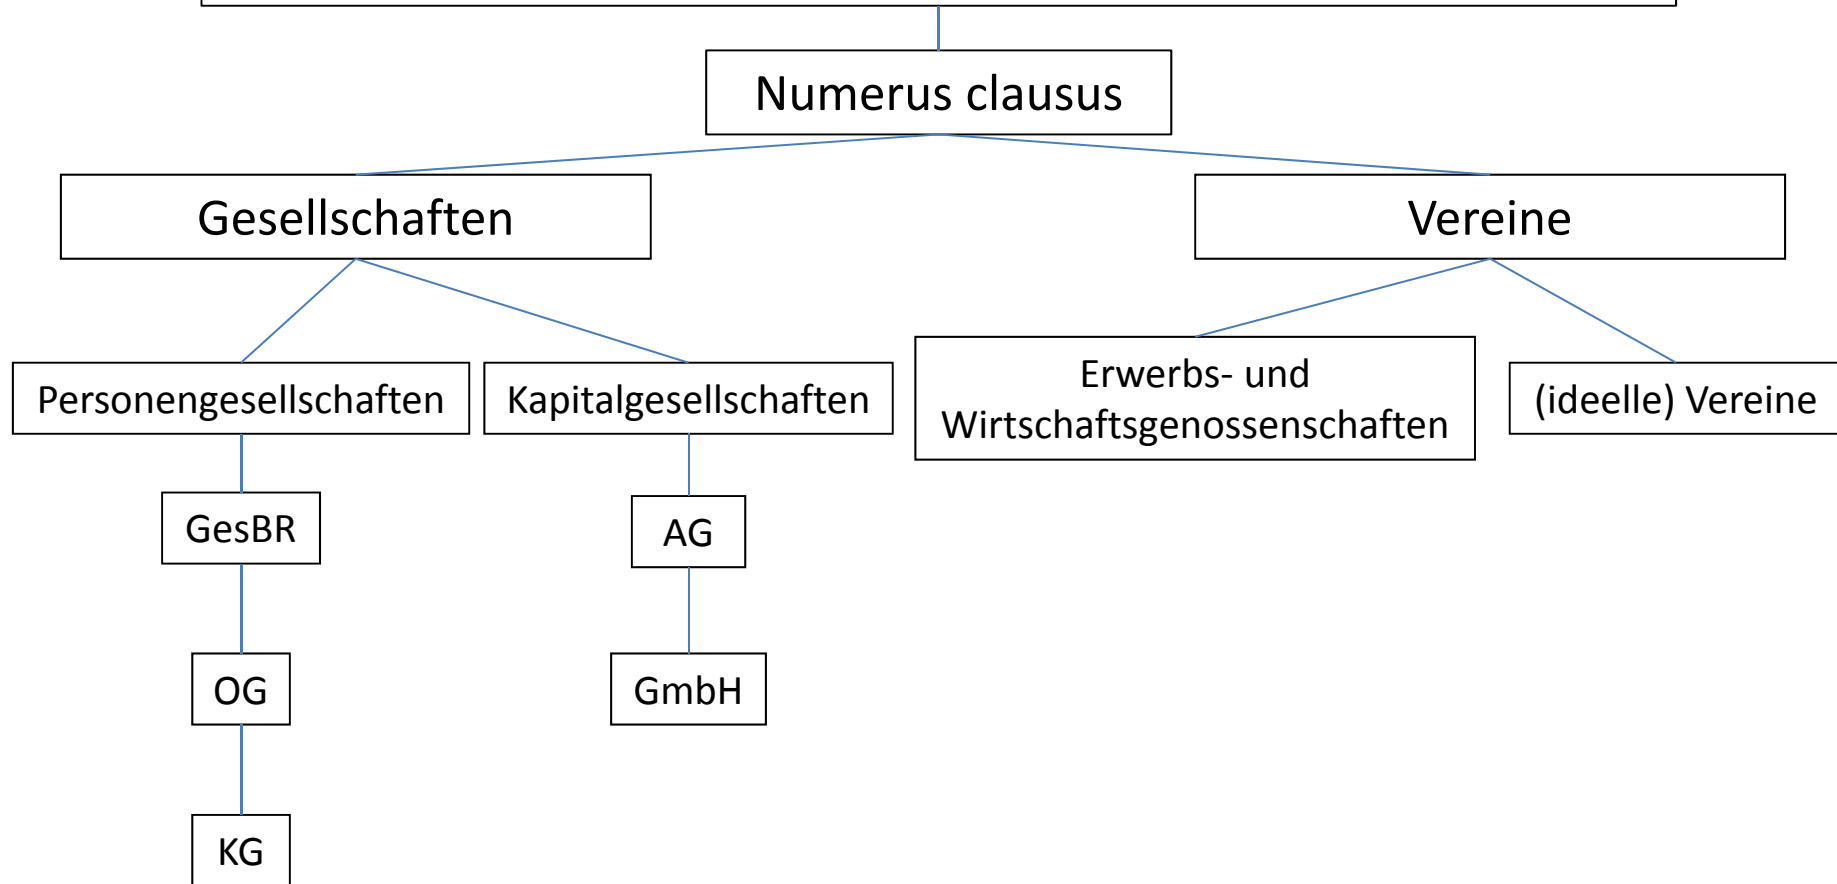 Numerus clausus
Gesellschaften
Vereine
Personengesellschaften
Kapitalgesellschaften
Erwerbs- und
Wirtschaftsgenossenschaften
(ideelle) Vereine
GesBR
AG
OG
GmbH
KG